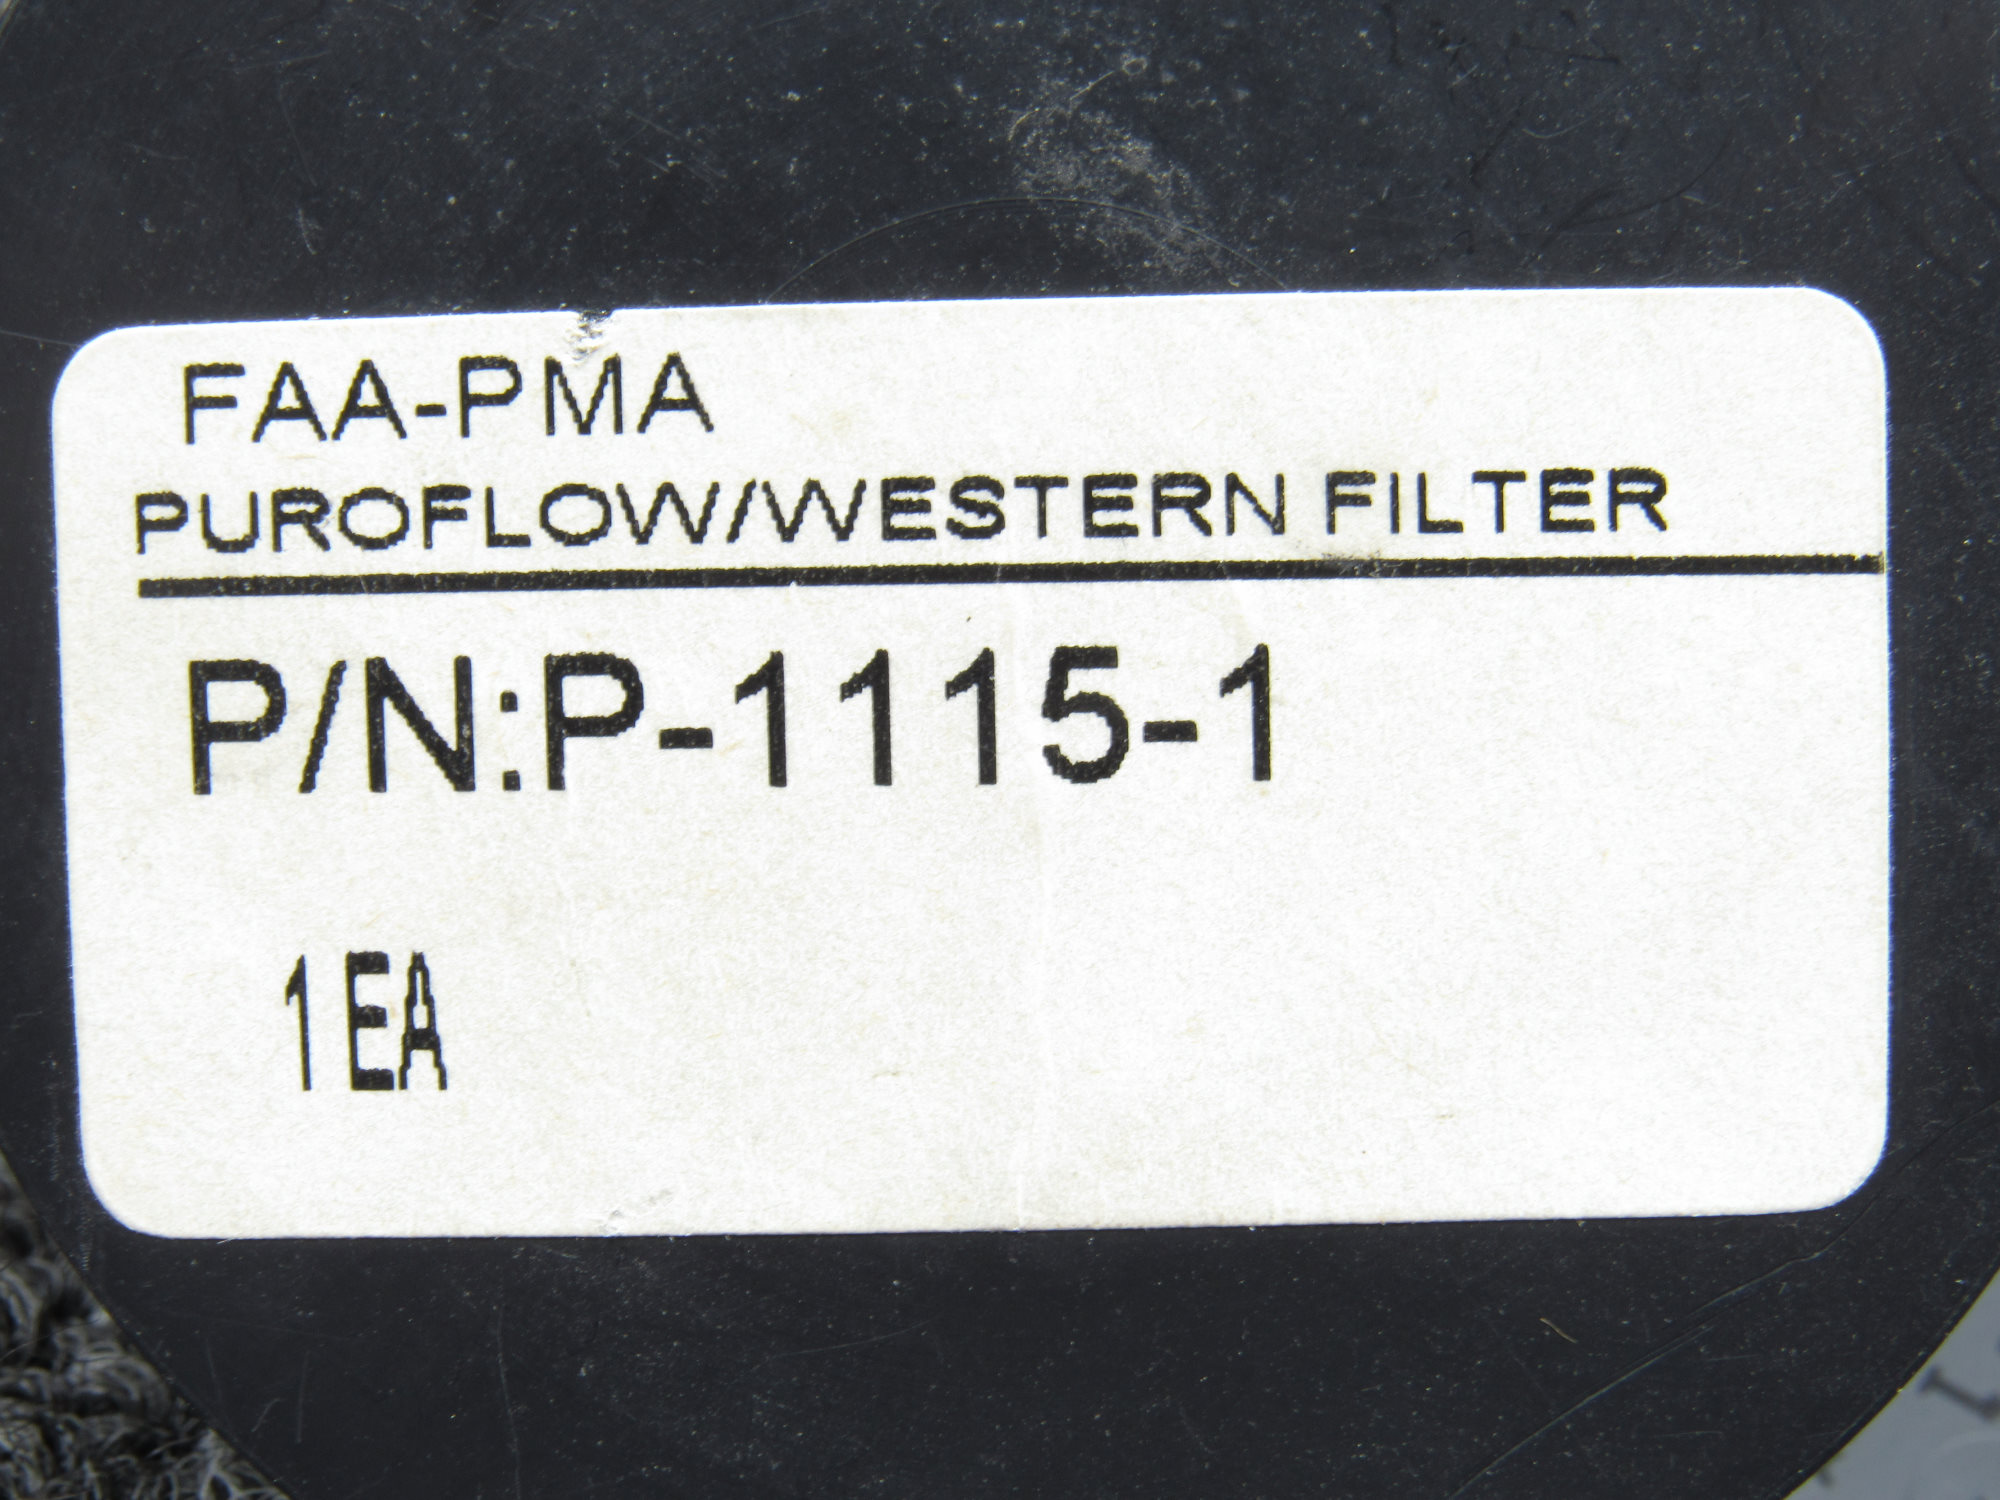 FAA-PMA
PUROFLOW/WESTERN FILTER
P/N:P-1115-1
1 EA